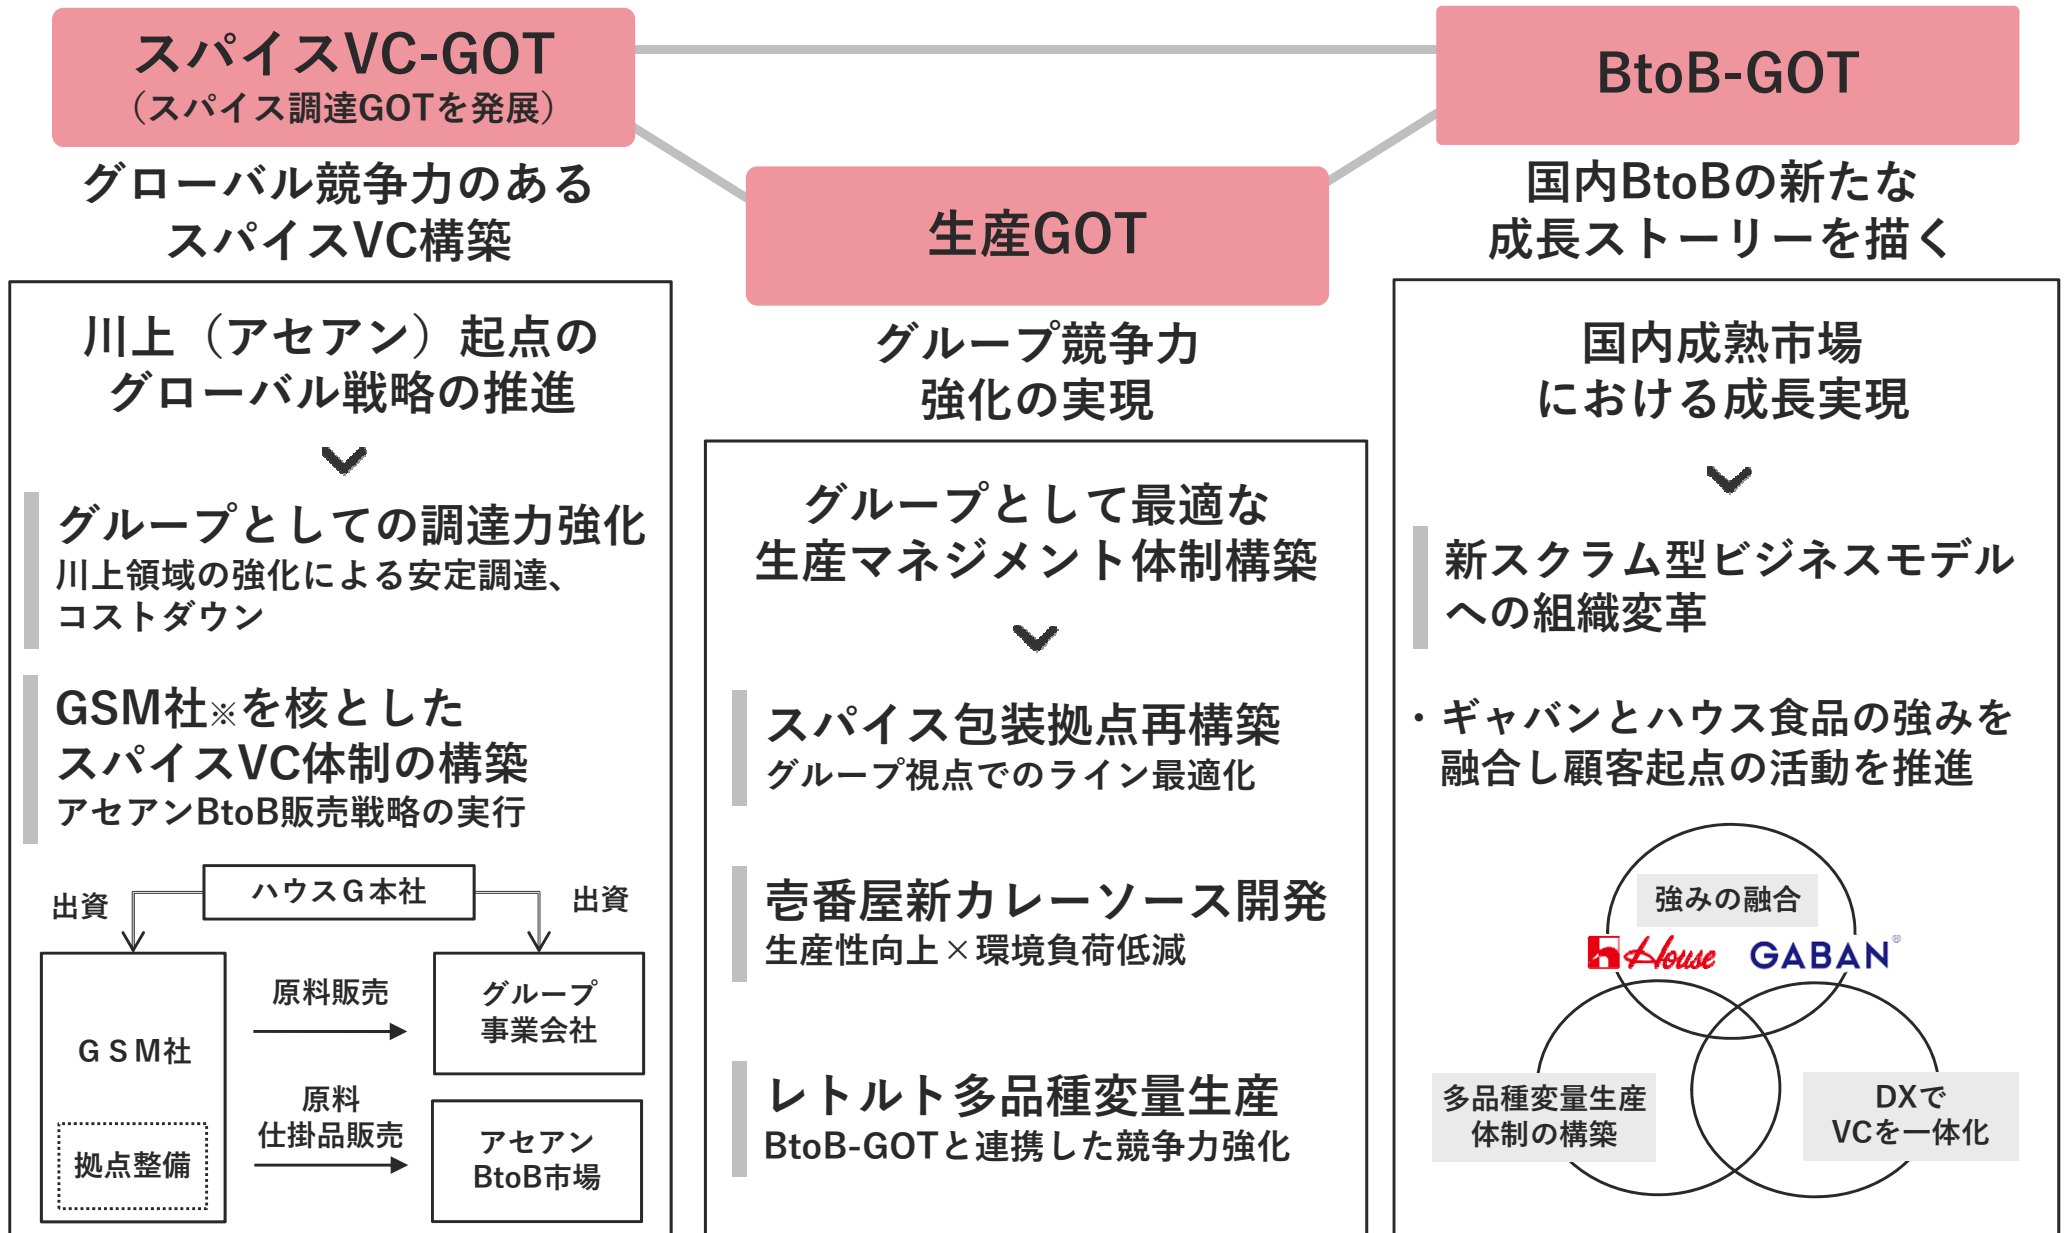 スパイスVC-GOT
（スパイス調達GOTを発展）
グローバル競争力のある
スパイスVC構築
川上（アセアン）起点の
グローバル戦略の推進
グループとしての調達力強化
川上領域の強化による安定調達、
コストダウン
GSM社※を核とした
スパイスVC体制の構築
アセアンBtoB販売戦略の実行
ハウスG本社
出資
出資
GSM社
拠点整備
原料販売
グループ
事業会社
原料
仕掛品販売
アセアン
BtoB市場
生産GOT
グループ競争力
強化の実現
グループとして最適な
生産マネジメント体制構築
スパイス包装拠点再構築
グループ視点でのライン最適化
壱番屋新カレーソース開発
生産性向上×環境負荷低減
レトルト多品種変量生産
BtoB-GOTと連携した競争力強化
BtoB-GOT
国内BtoBの新たな
成長ストーリーを描く
国内成熟市場
における成長実現
新スクラム型ビジネスモデル
への組織変革
・ギャバンとハウス食品の強みを
融合し顧客起点の活動を推進
強みの融合
House GABAN®
多品種変量生産
体制の構築
DXで
VCを一体化